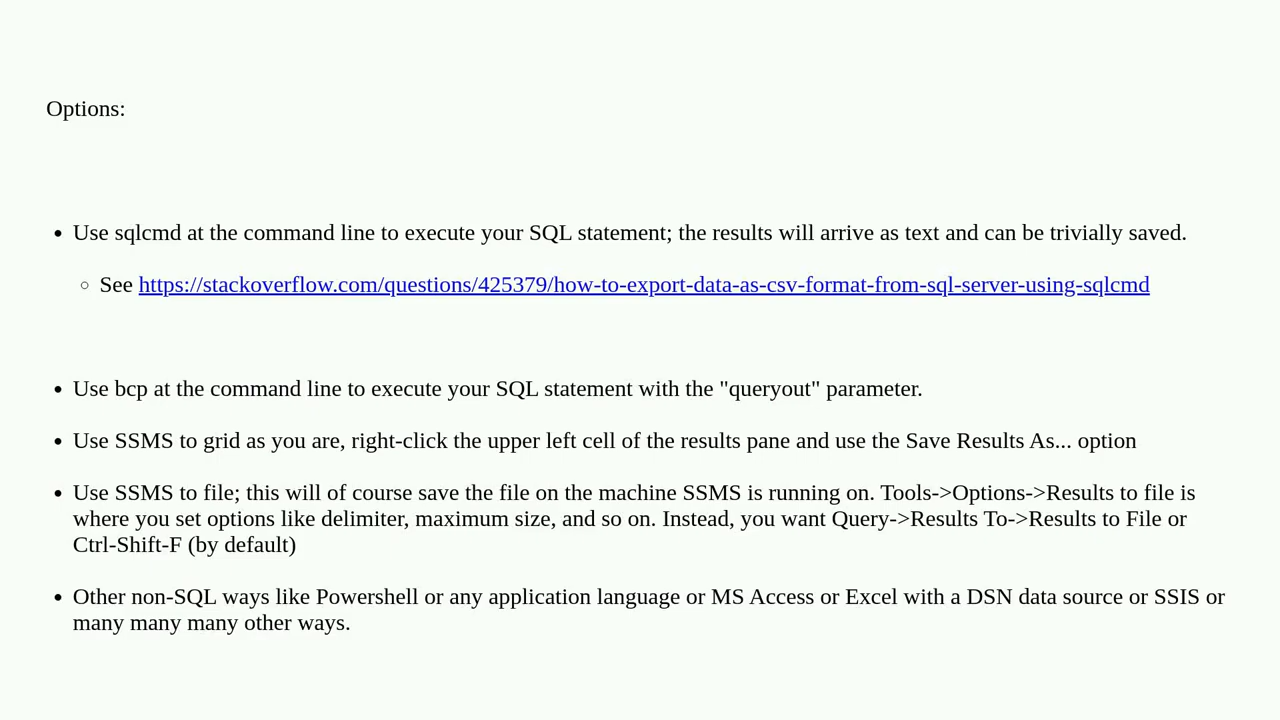 Options:
Use sqlcmd at the command line to execute your SQL statement; the results will arrive as text and can be trivially saved.
See https://stackoverflow.com/questions/425379/how-to-export-data-as-csv-format-from-sql-server-using-sqlcmd
Use bcp at the command line to execute your SQL statement with the "queryout" parameter.
Use SSMS to grid as you are, right-click the upper left cell of the results pane and use the Save Results As... option
Use SSMS to file; this will of course save the file on the machine SSMS is running on. Tools->Options->Results to file is
where you set options like delimiter, maximum size, and so on. Instead, you want Query->Results To->Results to File or
Ctrl-Shift-F (by default)
Other non-SQL ways like Powershell or any application language or MS Access or Excel with a DSN data source or SSIS or
many many many other ways.